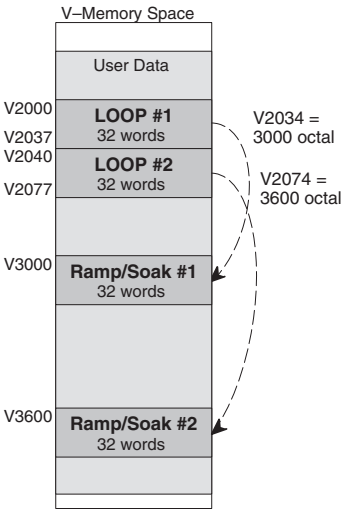 V–Memory Space
User Data
V2000
LOOP #1
32 words
V2037
V2034 =
3000 octal
V2040
LOOP #2
32 words
V2077
V2074 =
3600 octal
V3000
Ramp/Soak #1
32 words
V3600
Ramp/Soak #2
32 words